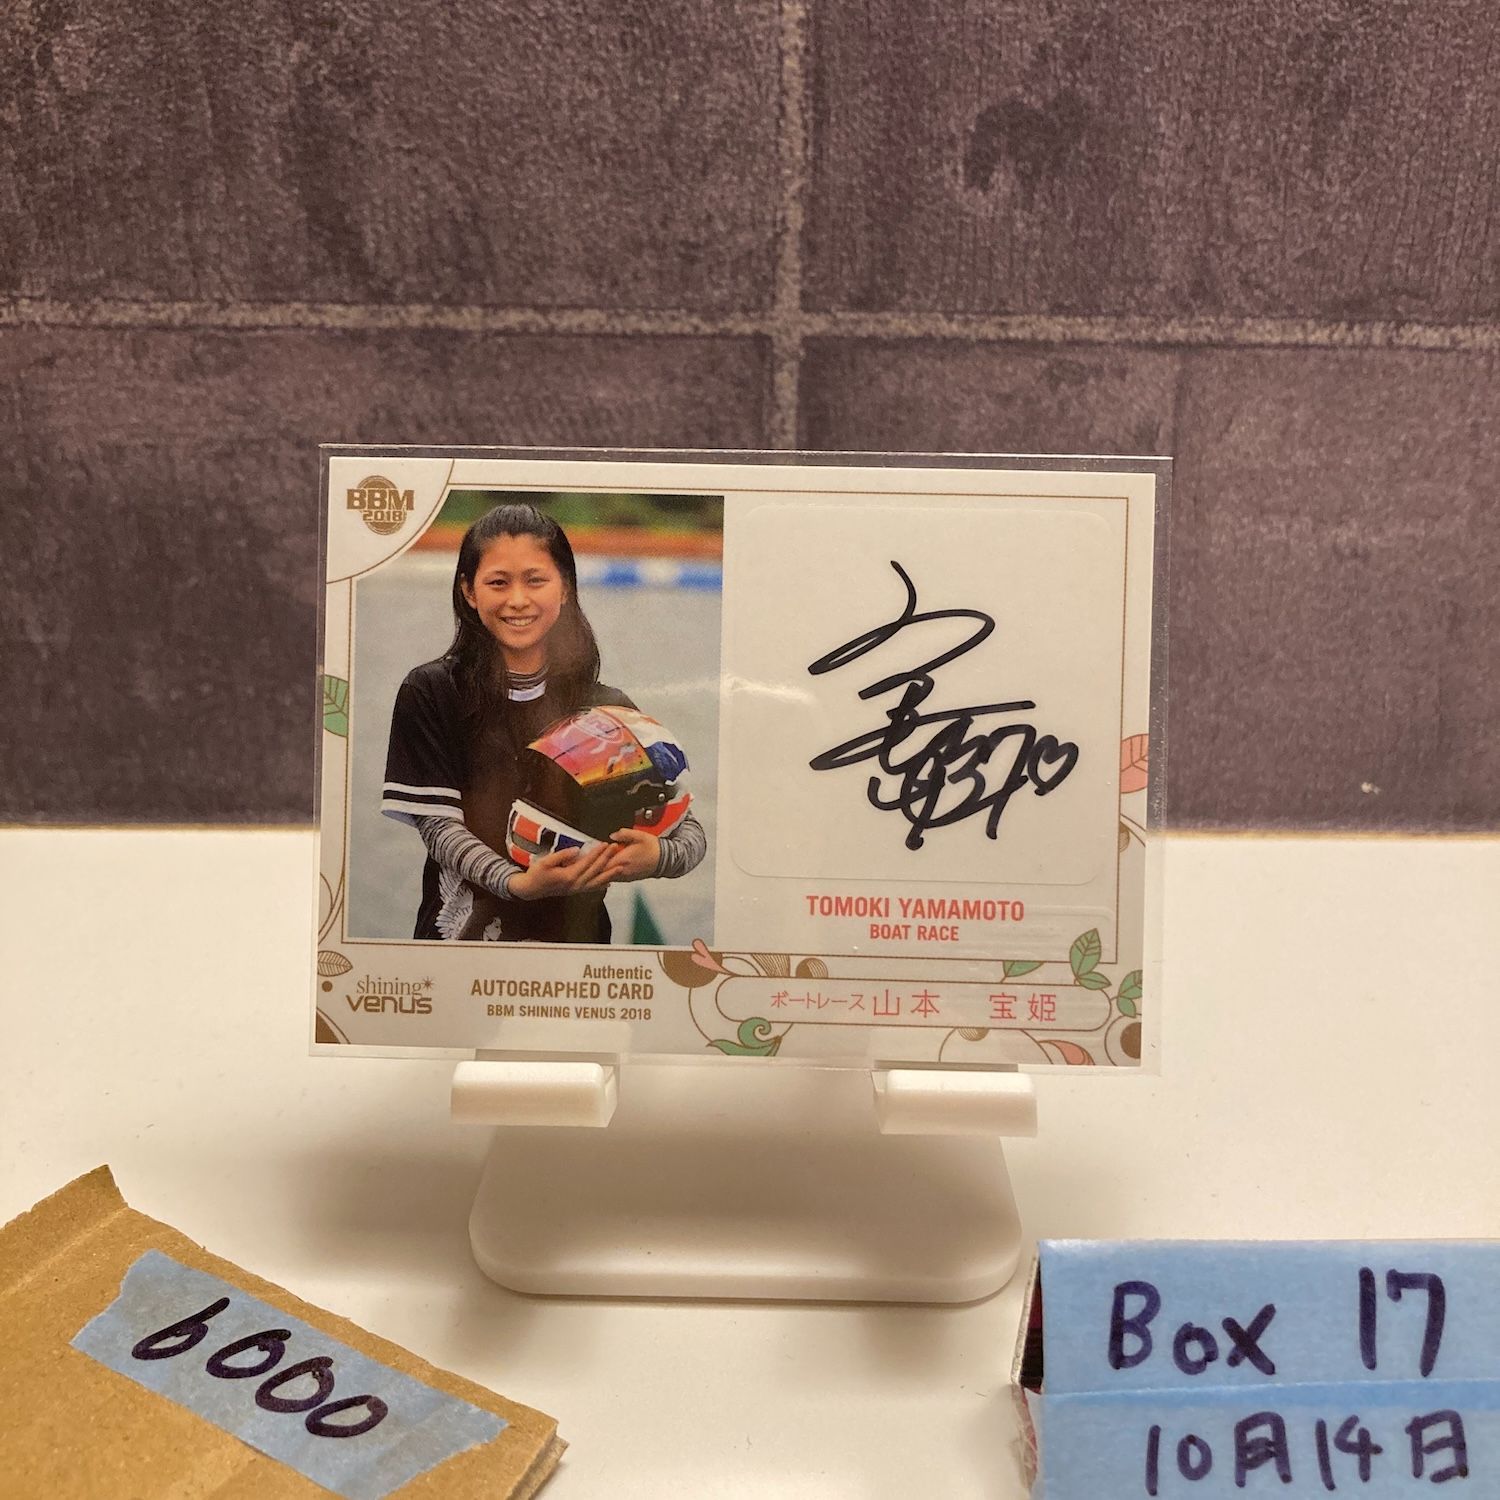 BBM
2018
TOMOKI YAMAMOTO
BOAT RACE
shining
venus
Authentic
AUTOGRAPHED CARD
BBM SHINING VENUS 2018
ボートレース 山本 宝姫
6000
Box 17
10月14日